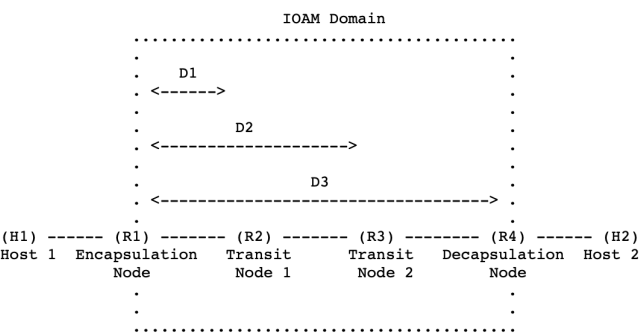 IOAM Domain
D1
<------>
D2
<-------------------->
D3
<----------------------------------->
(H1) ------ (R1) ------- (R2) ------- (R3) -------- (R4) ------ (H2)
Host 1 Encapsulation Transit Transit Decapsulation Host 2
Node Node 1 Node 2 Node